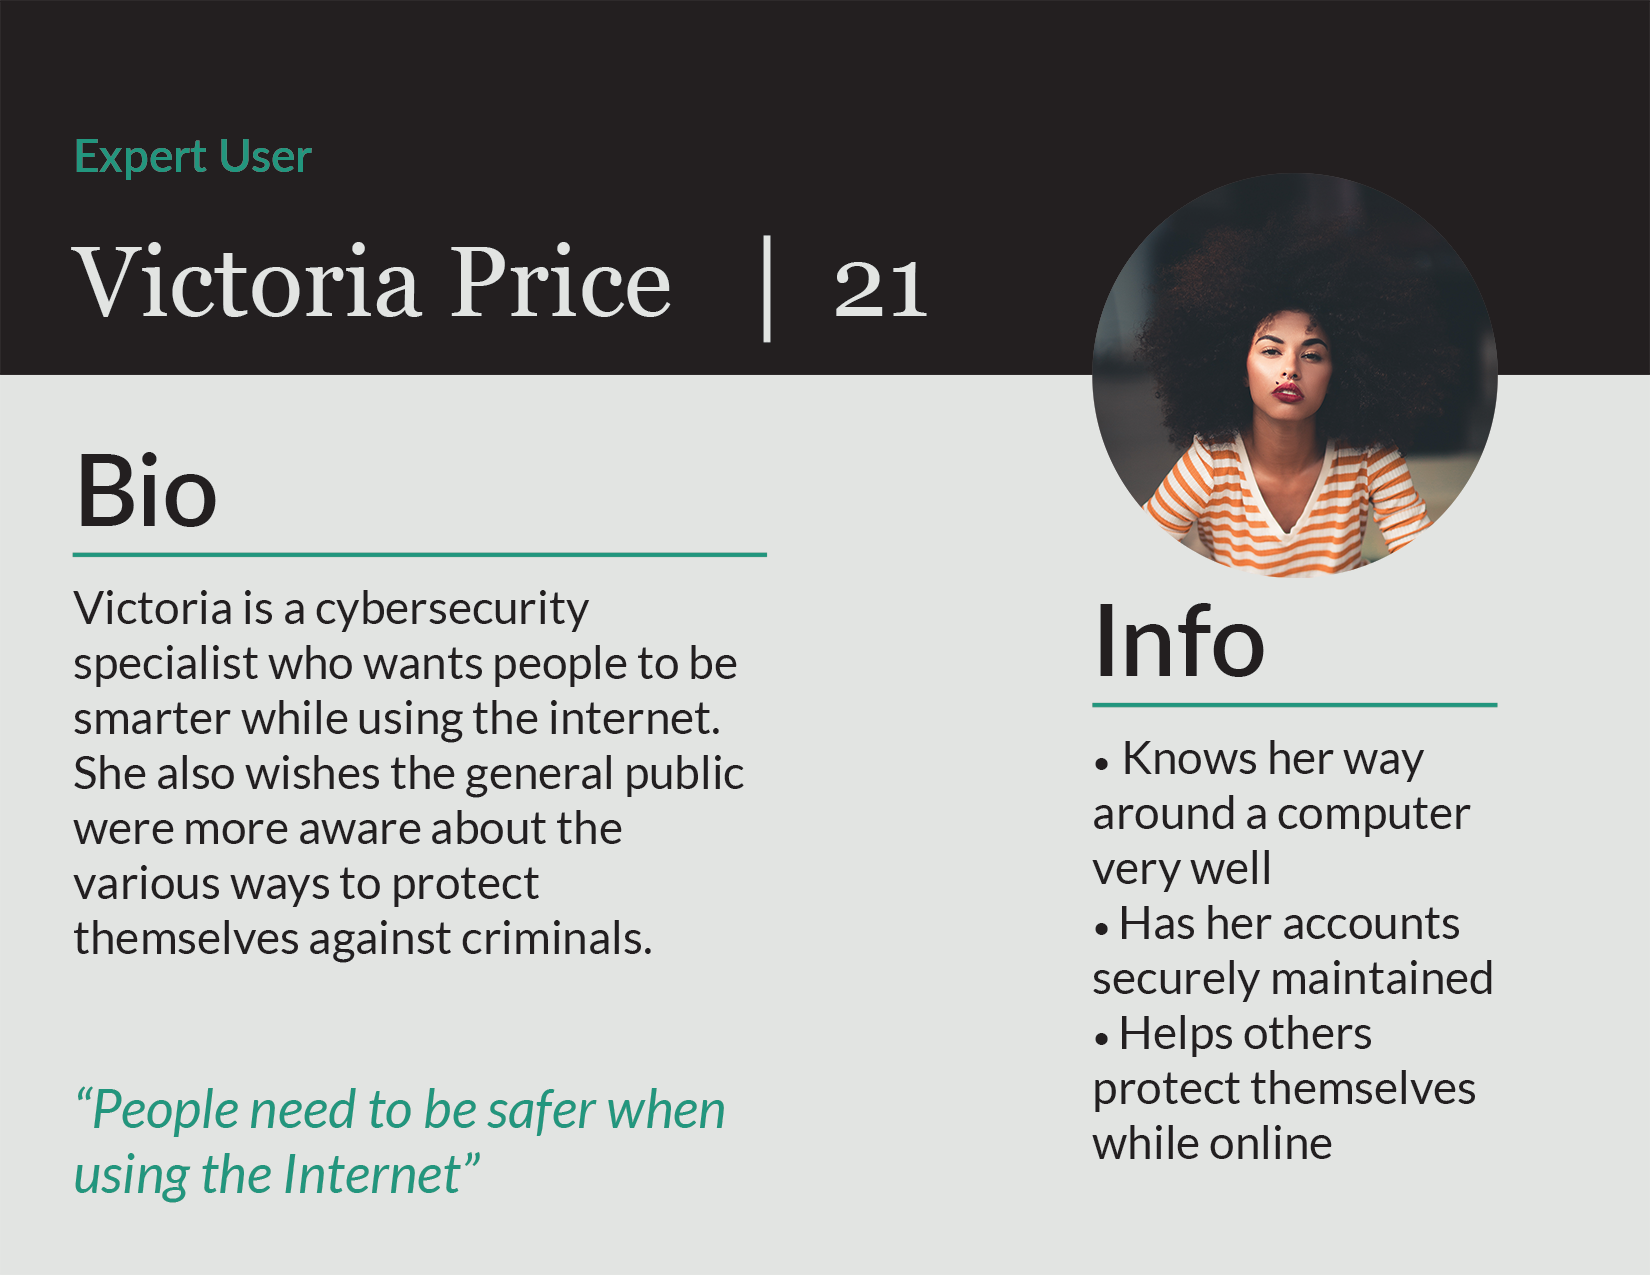 Expert User
Victoria Price | 21
Bio
Victoria is a cybersecurity
specialist who wants people to be
smarter while using the internet.
She also wishes the general public
were more aware about the
various ways to protect
themselves against criminals.
“People need to be safer when
using the Internet”
Info
• Knows her way
around a computer
very well
• Has her accounts
securely maintained
• Helps others
protect themselves
while online